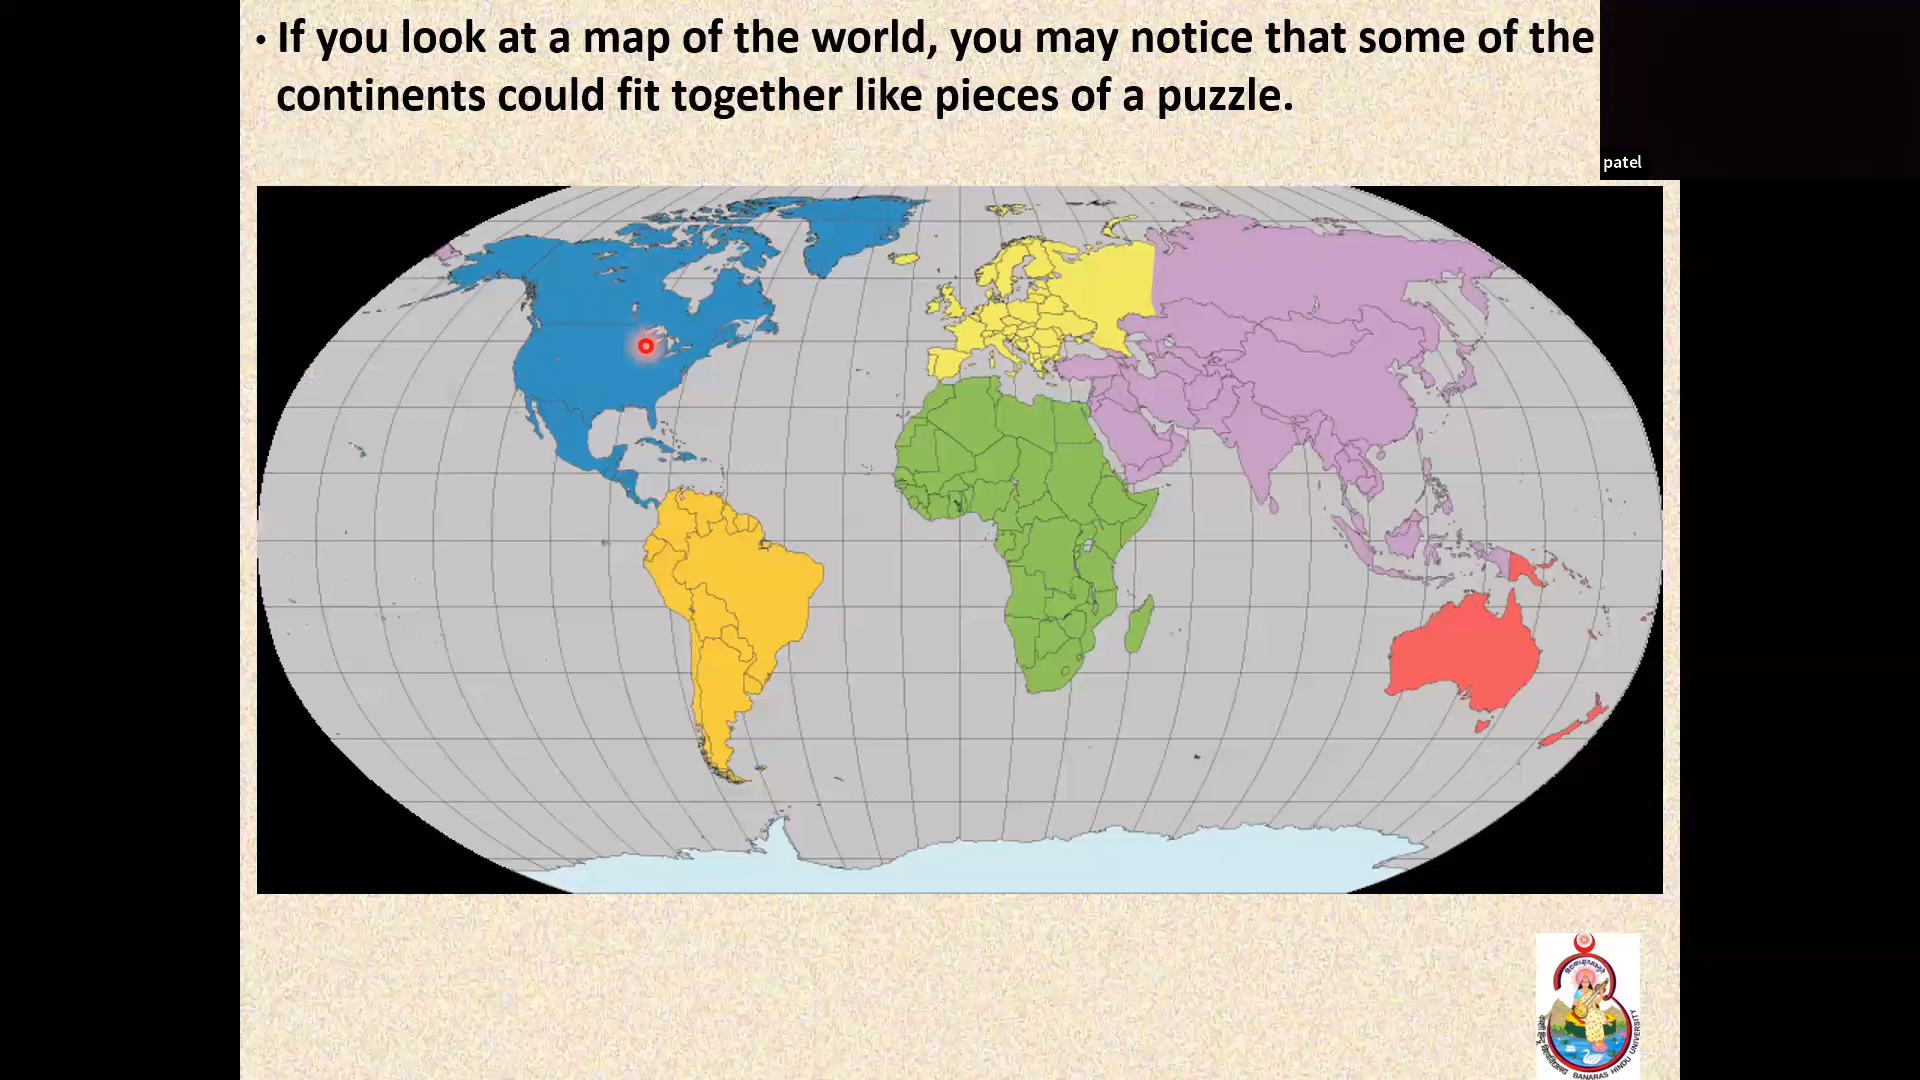 • If you look at a map of the world, you may notice that some of the
continents could fit together like pieces of a puzzle.
patel
BANARAS HINDU UNIVERSITY